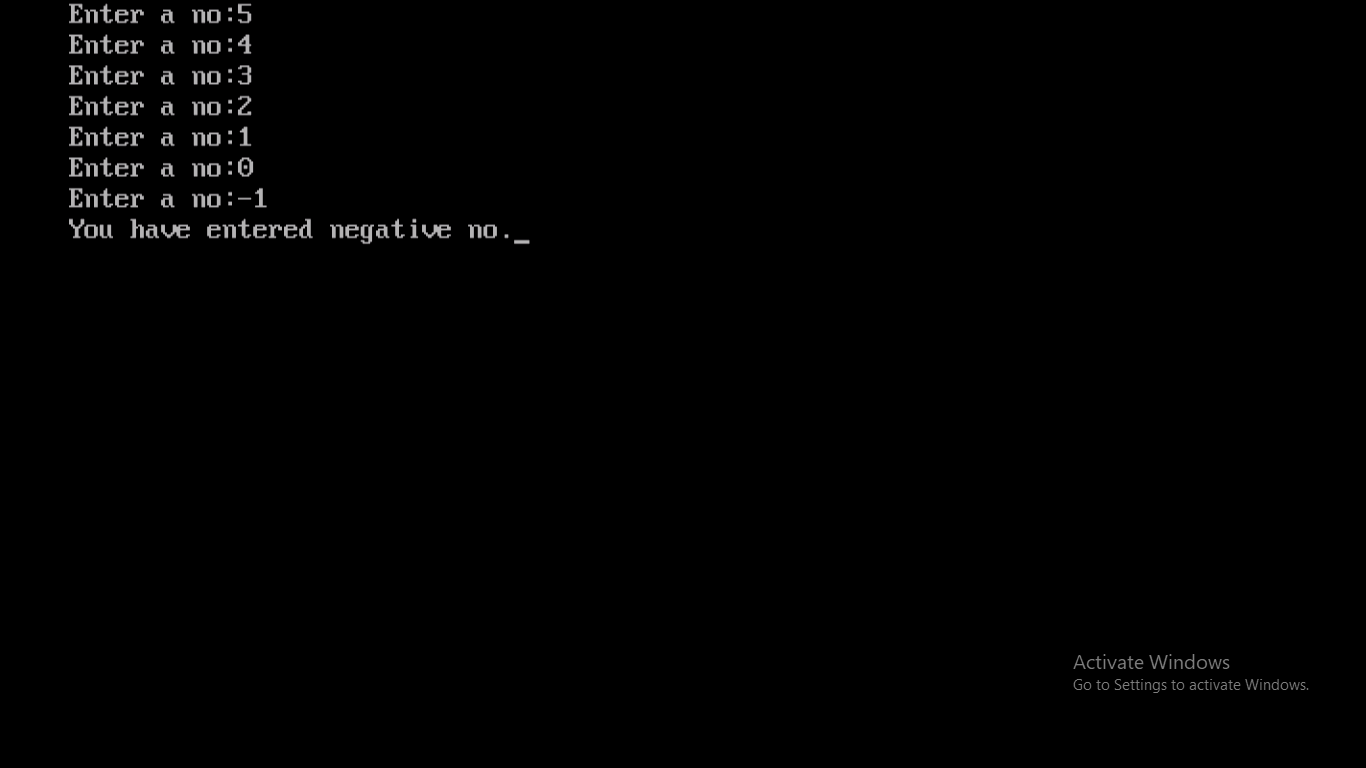 Enter a no:5
Enter a no:4
Enter a no:3
Enter a no:2
Enter a no:1
Enter a no:0
Enter a no:-1
You have entered negative no._
Activate Windows
Go to Settings to activate Windows.